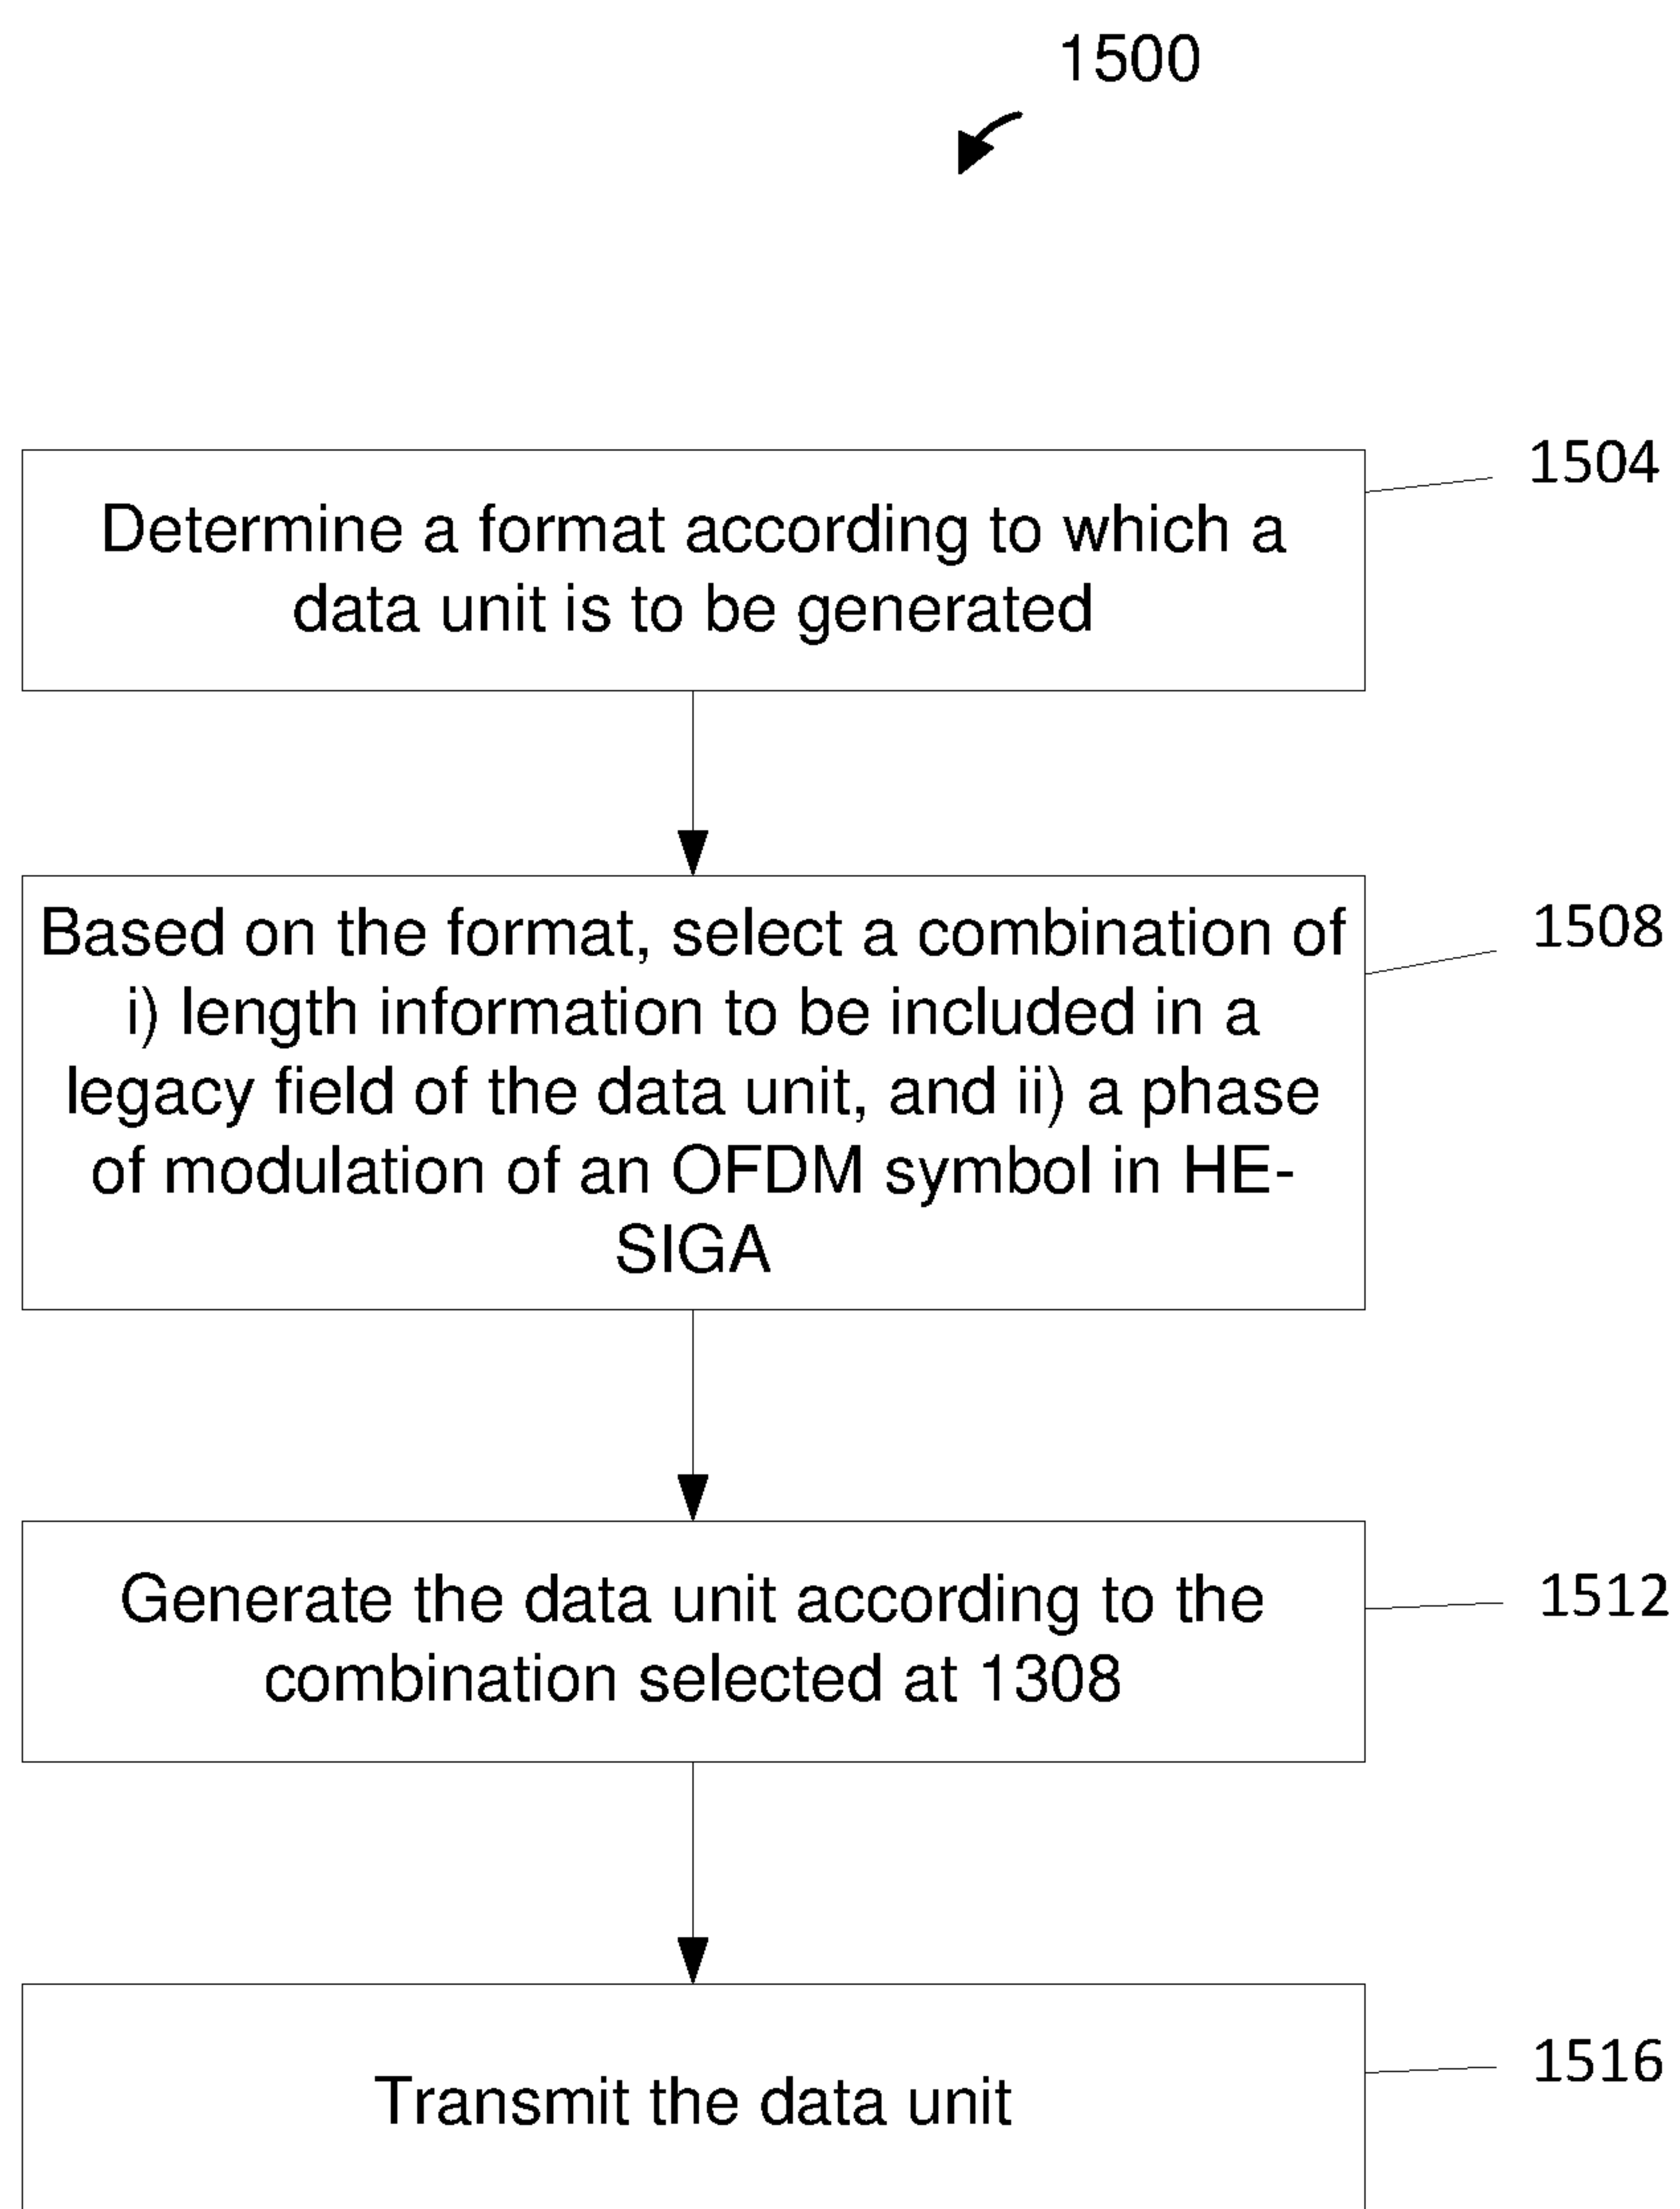 1500
1504
Determine a format according to which a
data unit is to be generated
1508
Based on the format, select a combination of
i) length information to be included in a
legacy field of the data unit, and ii) a phase
of modulation of an OFDM symbol in HE-
SIGA
1512
Generate the data unit according to the
combination selected at 1308
1516
Transmit the data unit